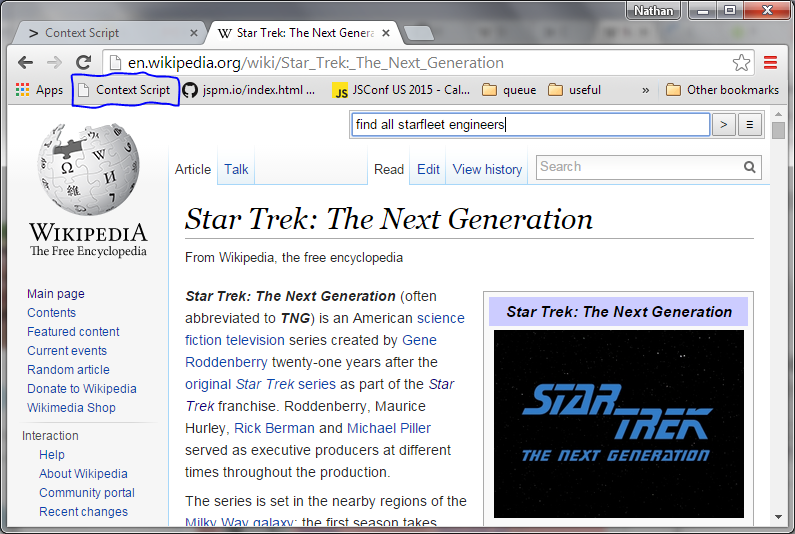 Nathan
> Context Script
W Star Trek: The Next Genera
en.wikipedia.org/wiki/Star_Trek:_The_Next_Generation
Apps Context Script jspm.io/index.html ... JS JSConf US 2015 - Cal... queue useful » Other bookmarks
find all starfleet engineers > ≡
Article Talk Read Edit View history Search
WIKIPEDIA
The Free Encyclopedia
Star Trek: The Next Generation
From Wikipedia, the free encyclopedia
Main page
Contents
Featured content
Current events
Random article
Donate to Wikipedia
Wikimedia Shop
Interaction
Help
About Wikipedia
Community portal
Recent changes
Star Trek: The Next Generation (often
abbreviated to TNG) is an American science
fiction television series created by Gene
Roddenberry twenty-one years after the
original Star Trek series as part of the Star
Trek franchise. Roddenberry, Maurice
Hurley, Rick Berman and Michael Piller
served as executive producers at different
times throughout the production.
The series is set in the nearby regions of the
Milky Way galaxy: the first season takes
Star Trek: The Next Generation
STAR
TREK
THE NEXT GENERATION